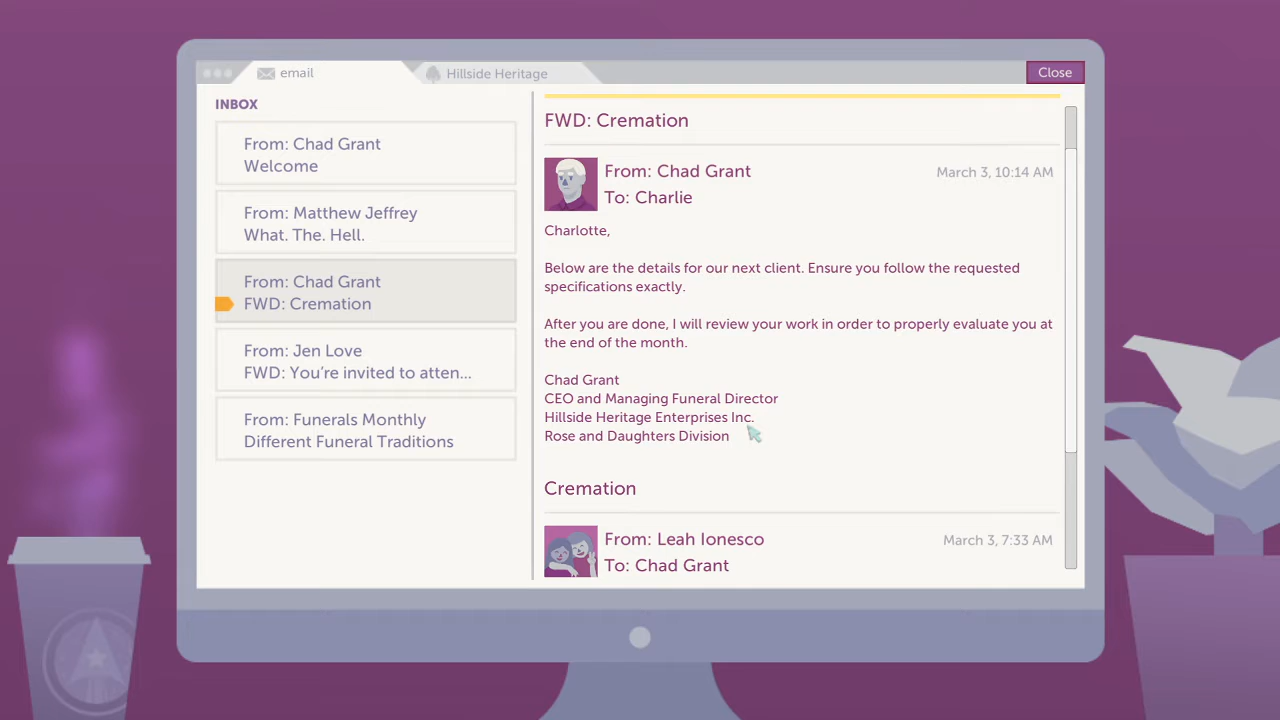 email
Hillside Heritage
Close
INBOX
From: Chad Grant
Welcome
From: Matthew Jeffrey
What. The. Hell.
From: Chad Grant
FWD: Cremation
From: Jen Love
FWD: You're invited to atten...
From: Funerals Monthly
Different Funeral Traditions
FWD: Cremation
From: Chad Grant
March 3, 10:14 AM
To: Charlie
Charlotte,
Below are the details for our next client. Ensure you follow the requested
specifications exactly.
After you are done, I will review your work in order to properly evaluate you at
the end of the month.
Chad Grant
CEO and Managing Funeral Director
Hillside Heritage Enterprises Inc.
Rose and Daughters Division
Cremation
From: Leah Ionesco
March 3, 7:33 AM
To: Chad Grant